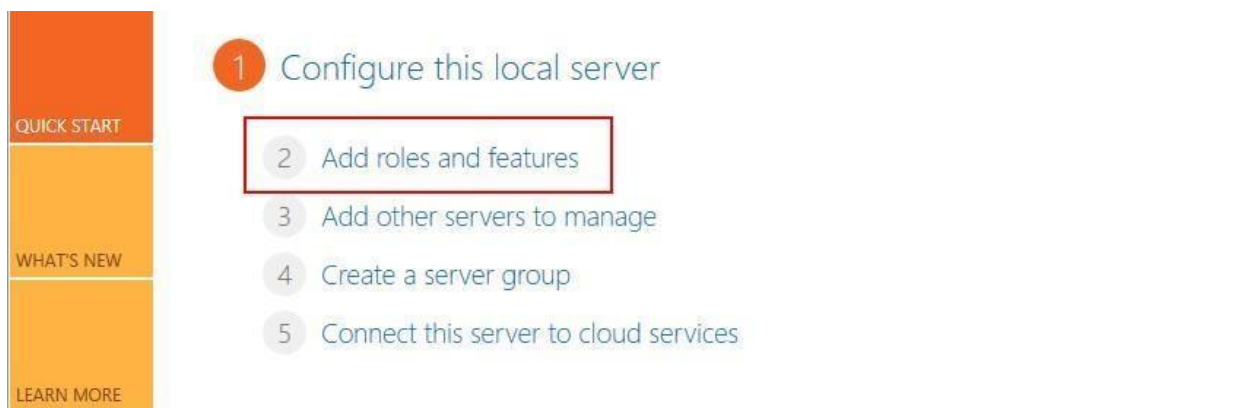 1 Configure this local server
QUICK START
2 Add roles and features
3 Add other servers to manage
WHAT'S NEW
4 Create a server group
5 Connect this server to cloud services
LEARN MORE